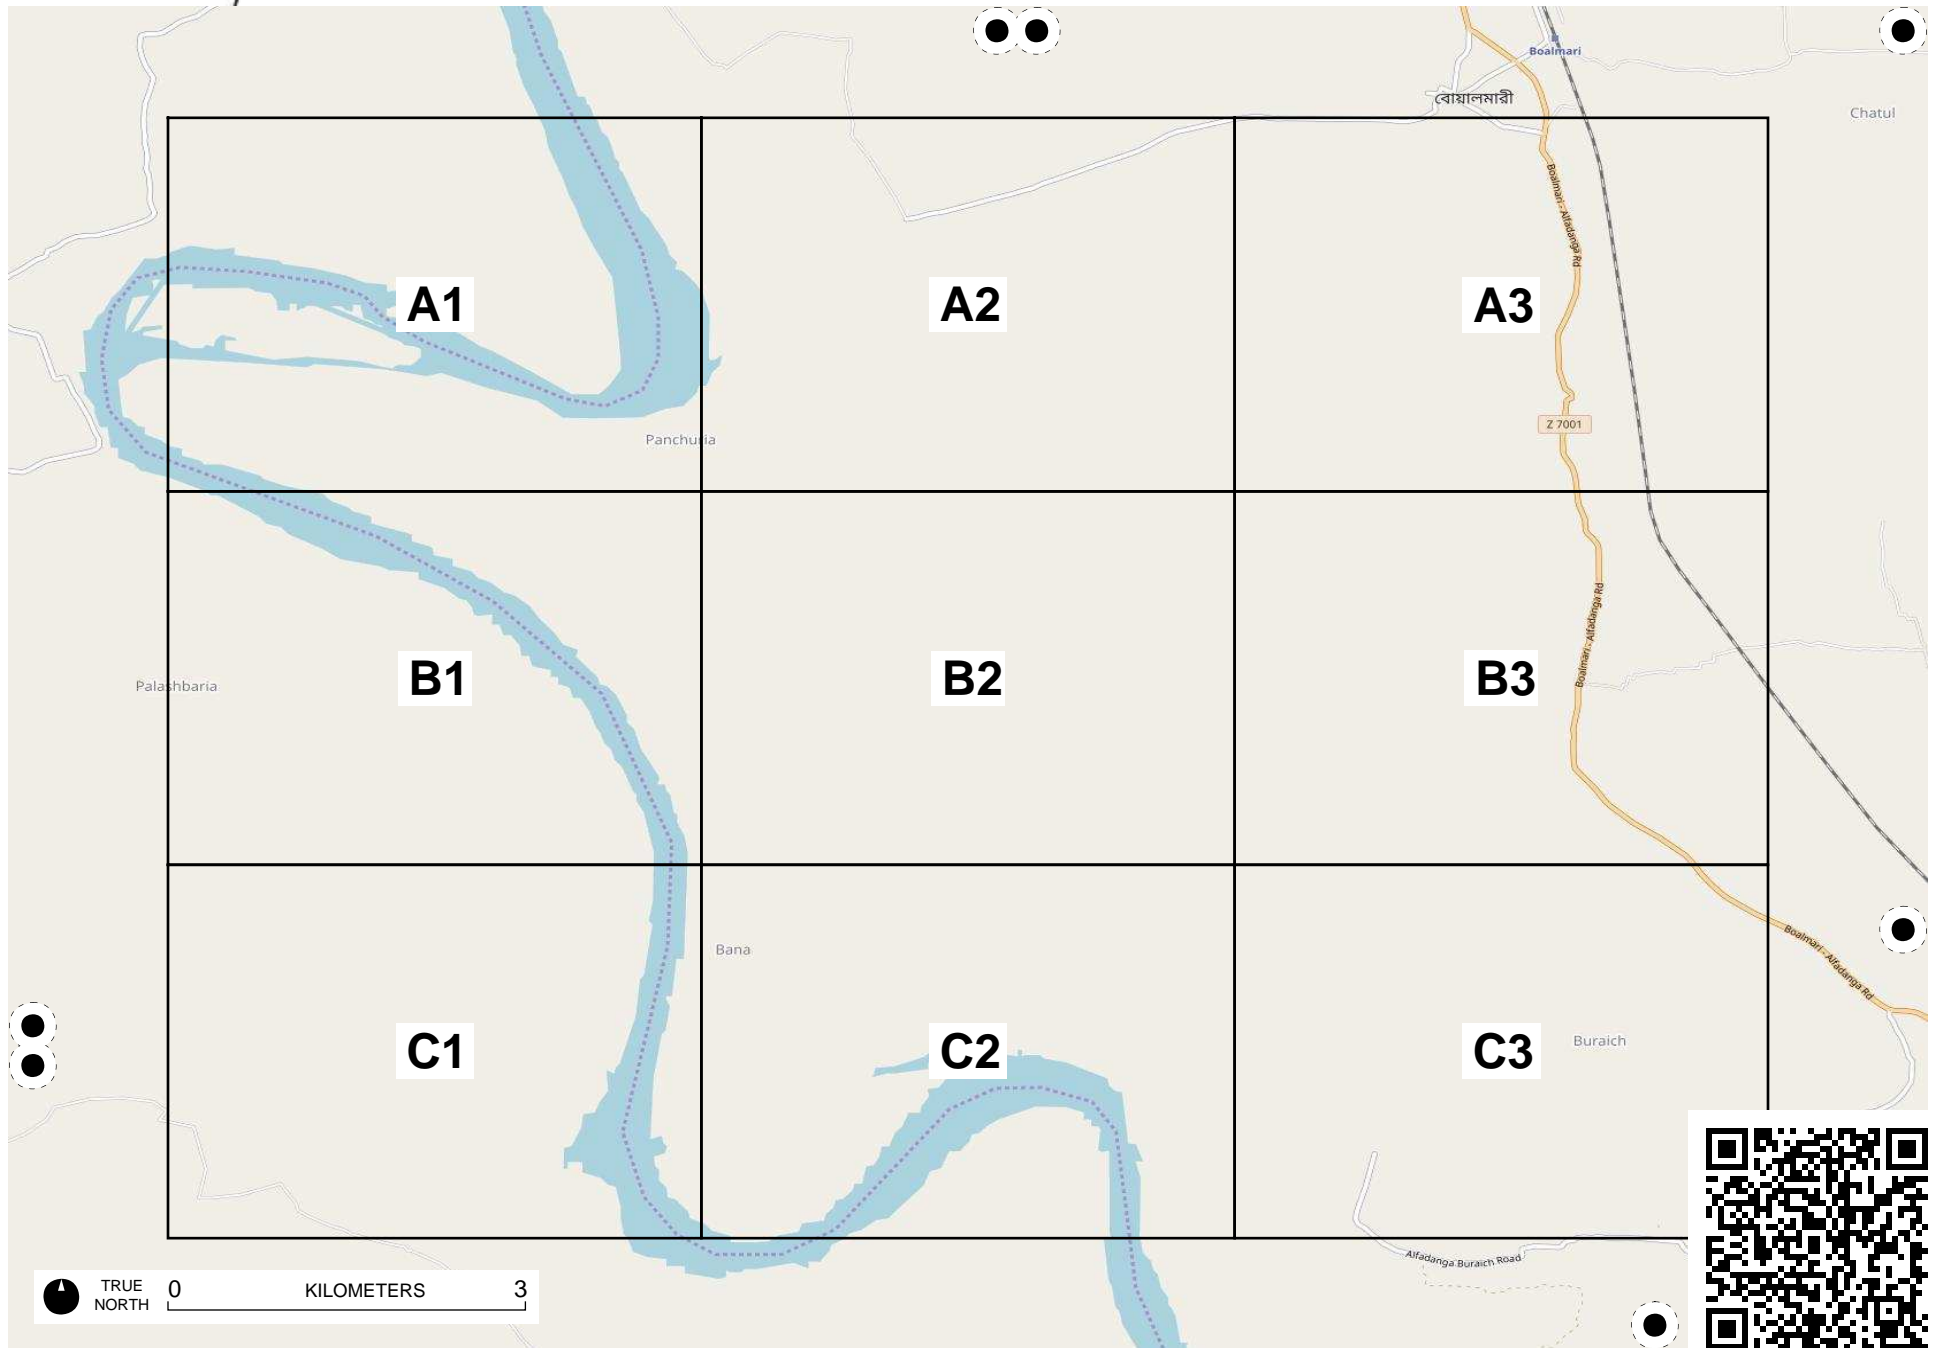 Boalmari
বোয়ালমারী
Chatul
Boalmari - Alfadanga Rd
A1
A2
A3
Z 7001
Panchuria
Boalmari - Alfadanga Rd
Palashbaria
B1
B2
B3
Boalmari - Alfadanga Rd
Bana
Buraich
C1
C2
C3
Alfadanga Buraich Road
TRUE NORTH
0 KILOMETERS 3